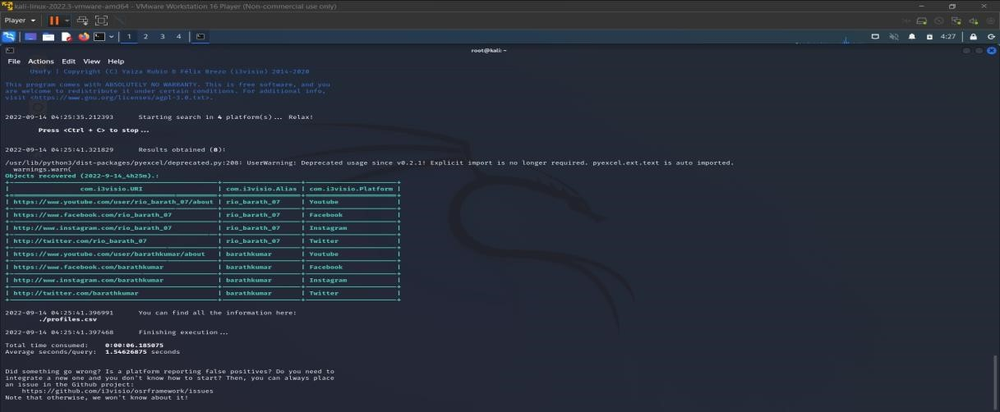 kali-linux-2022.3-vmware-amd64 - VMware Workstation 16 Player (Non-commercial use only)
Player
1 2 3 4
4:27
root@kali: ~
File Actions Edit View Help
Usufy | Copyright (C) Yaiza Rubio & Félix Brezo (i3visio) 2014-2020
This program comes with ABSOLUTELY NO WARRANTY. This is free software, and you
are welcome to redistribute it under certain conditions. For additional info,
visit <https://www.gnu.org/licenses/agpl-3.0.txt>.
2022-09-14 04:25:35.212393 Starting search in 4 platform(s)... Relax!
Press <Ctrl + C> to stop...
2022-09-14 04:25:41.321829 Results obtained (8):
/usr/lib/python3/dist-packages/pyexcel/deprecated.py:208: UserWarning: Deprecated usage since v0.2.1! Explicit import is no longer required. pyexcel.ext.text is auto imported.
warnings.warn(
Objects recovered (2022-9-14_4h25m).:
| com.i3visio.URI | com.i3visio.Alias | com.i3visio.Platform |
| https://www.youtube.com/user/rio_barath_07/about | rio_barath_07 | Youtube |
| https://www.facebook.com/rio_barath_07 | rio_barath_07 | Facebook |
| http://www.instagram.com/rio_barath_07 | rio_barath_07 | Instagram |
| http://twitter.com/rio_barath_07 | rio_barath_07 | Twitter |
| https://www.youtube.com/user/barathkumar/about | barathkumar | Youtube |
| https://www.facebook.com/barathkumar | barathkumar | Facebook |
| http://www.instagram.com/barathkumar | barathkumar | Instagram |
| http://twitter.com/barathkumar | barathkumar | Twitter |
2022-09-14 04:25:41.396991 You can find all the information here:
./profiles.csv
2022-09-14 04:25:41.397468 Finishing execution...
Total time consumed: 0:00:06.185075
Average seconds/query: 1.54626875 seconds
Did something go wrong? Is a platform reporting false positives? Do you need to
integrate a new one and you don't know how to start? Then, you can always place
an issue in the Github project:
https://github.com/i3visio/osrframework/issues
Note that otherwise, we won't know about it!